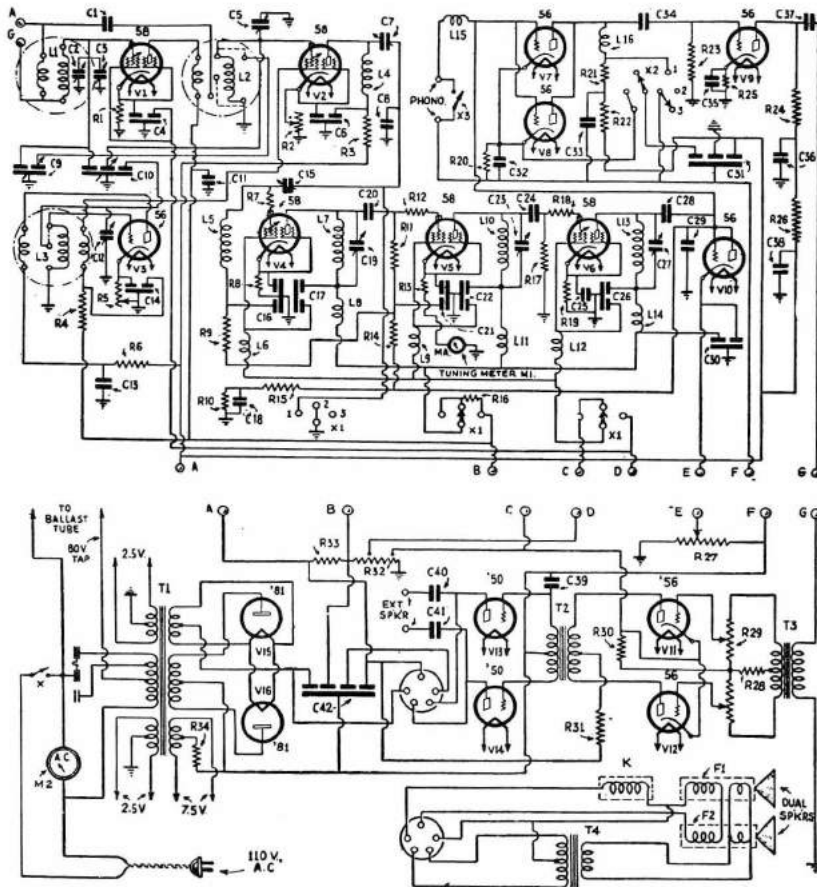 A
G
C1
58
C5
58
C7
L15
56
C34
56
C37
L1
C2
C3
V1
L2
V2
L4
V7
L16
R23
V9
R1
C4
R2
C6
C8
PHONO.
X3
56
R21
X2
1
2
3
C35
R25
R24
R3
R22
R20
V8
C32
C33
C31
C36
C9
C10
C11
C15
R7
58
C20
R12
58
C24
R18
58
C28
56
R26
56
L5
L7
L10
L13
C29
L3
C12
V3
V4
C19
R11
V5
R17
V6
C27
V10
C38
R5
C14
R8
C17
R13
C22
C25
C26
R4
C16
L8
C21
R19
L14
R9
R14
R6
L6
MA.
L9
L11
L12
C30
C13
TUNING METER M1.
R10
C18
R15
1
2
3
X1
R16
X1
X1
A
B
C
D
E
F
G
TO
BALLAST
TUBE
80V
TAP
2.5V.
A
B
C
D
E
F
G
R33
R32
R27
T1
'81
C40
'50
C39
'56
EXT
SPKR
C41
T2
T3
V15
V13
R30
V11
R29
V16
'50
56
R28
X
C42
R34
'81
V14
R31
V12
A C
M2
K
F1
2.5V.
7.5V.
F2
DUAL
SPKRS
T4
110 V,
A.C